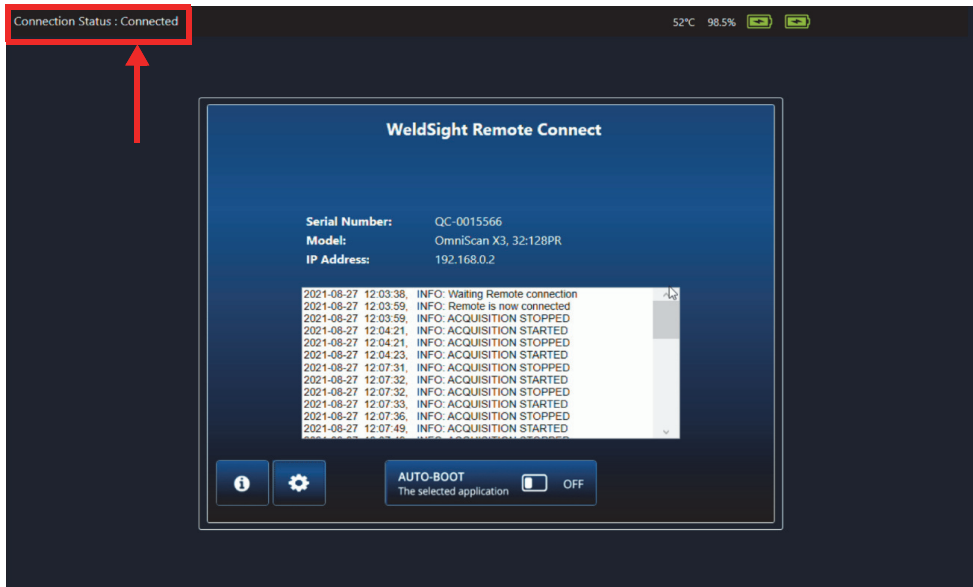 Connection Status : Connected
52°C 98.5%
WeldSight Remote Connect
Serial Number: QC-0015566
Model: OmniScan X3, 32:128PR
IP Address: 192.168.0.2
2021-08-27 12:03:38, INFO: Waiting Remote connection
2021-08-27 12:03:59, INFO: Remote is now connected
2021-08-27 12:03:59, INFO: ACQUISITION STOPPED
2021-08-27 12:04:21, INFO: ACQUISITION STARTED
2021-08-27 12:04:21, INFO: ACQUISITION STOPPED
2021-08-27 12:04:23, INFO: ACQUISITION STARTED
2021-08-27 12:07:31, INFO: ACQUISITION STOPPED
2021-08-27 12:07:32, INFO: ACQUISITION STARTED
2021-08-27 12:07:32, INFO: ACQUISITION STOPPED
2021-08-27 12:07:33, INFO: ACQUISITION STARTED
2021-08-27 12:07:36, INFO: ACQUISITION STOPPED
2021-08-27 12:07:49, INFO: ACQUISITION STARTED
AUTO-BOOT
The selected application
OFF